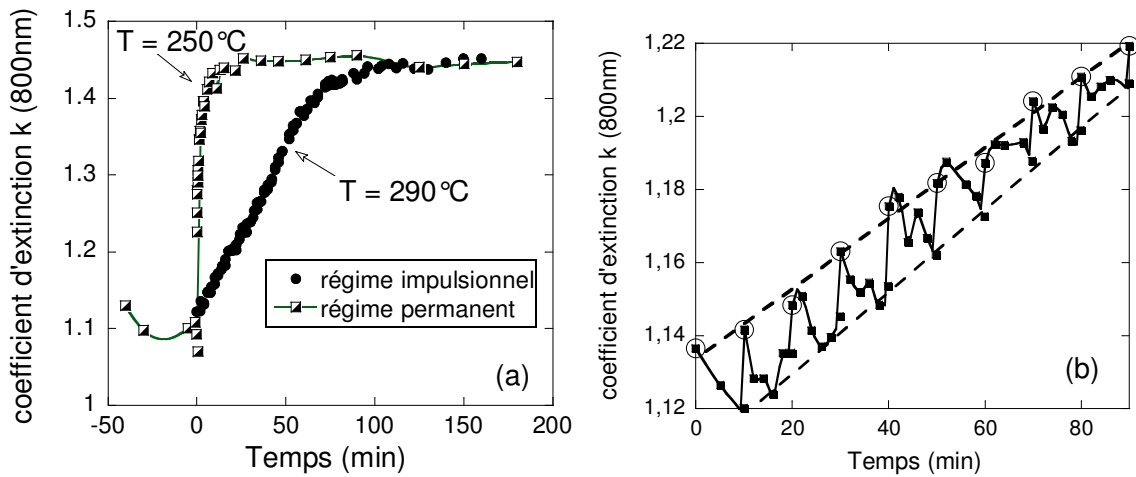 coefficient d'extinction k (800nm)
1.5
1.4
1.3
1.2
1.1
1
-50
0
50
100
150
200
Temps (min)
T = 250°C
T = 290°C
régime impulsionnel
régime permanent
(a)
coefficient d'extinction k (800nm)
1,22
1,2
1,18
1,16
1,14
1,12
0
20
40
60
80
Temps (min)
(b)